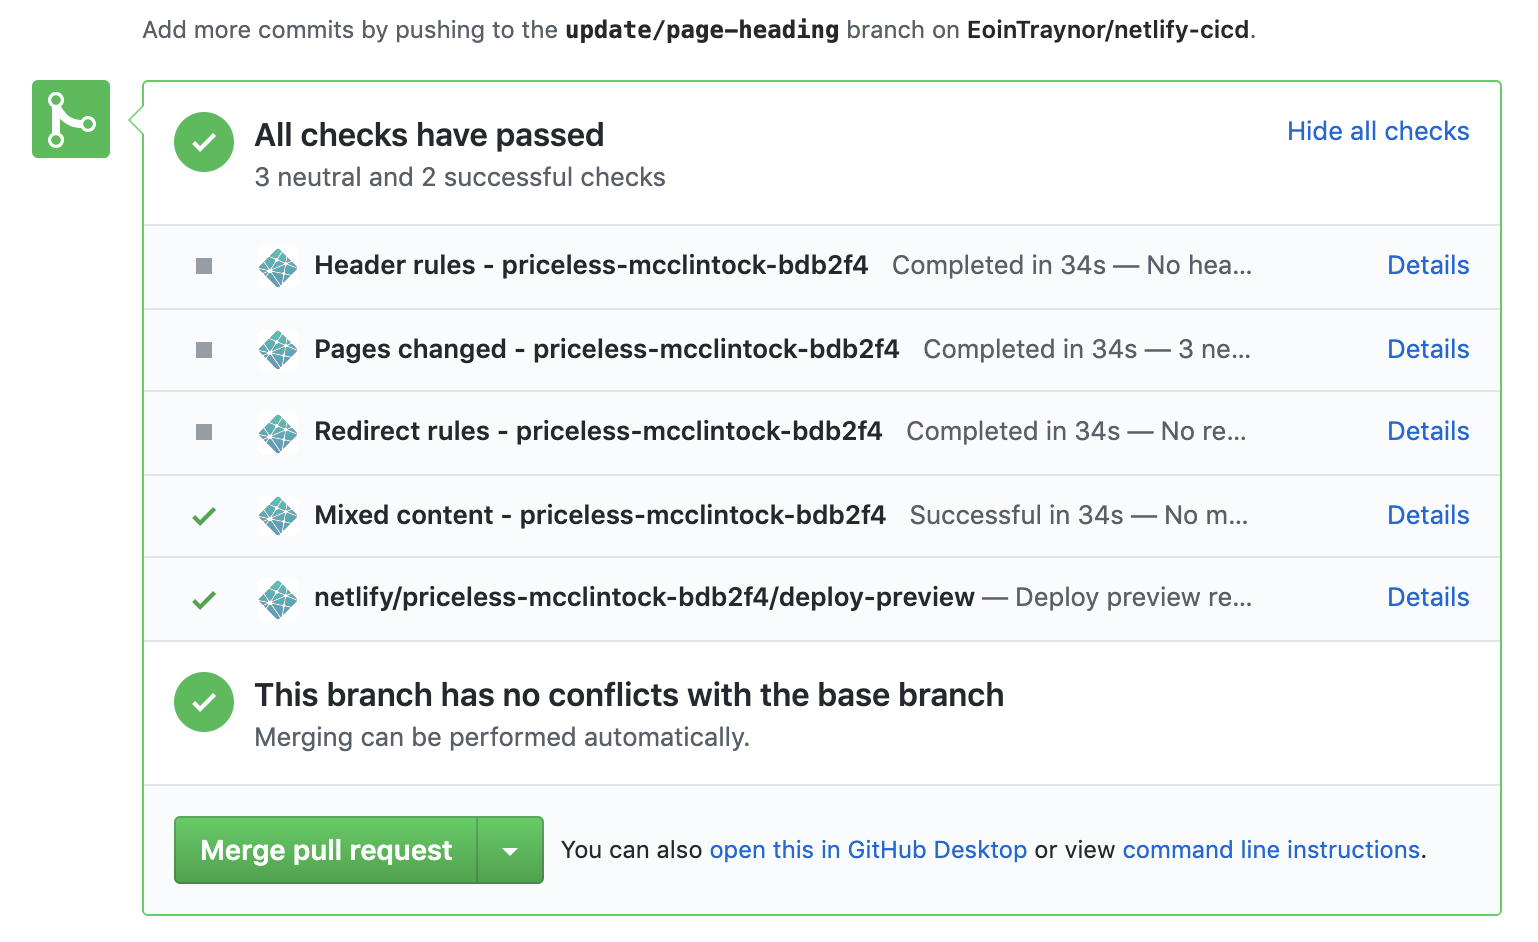 Add more commits by pushing to the update/page-heading branch on EoinTraynor/netlify-cicd.
All checks have passed
Hide all checks
3 neutral and 2 successful checks
Header rules - priceless-mcclintock-bdb2f4 Completed in 34s — No hea... Details
Pages changed - priceless-mcclintock-bdb2f4 Completed in 34s — 3 ne... Details
Redirect rules - priceless-mcclintock-bdb2f4 Completed in 34s — No re... Details
Mixed content - priceless-mcclintock-bdb2f4 Successful in 34s — No m... Details
netlify/priceless-mcclintock-bdb2f4/deploy-preview — Deploy preview re... Details
This branch has no conflicts with the base branch
Merging can be performed automatically.
Merge pull request You can also open this in GitHub Desktop or view command line instructions.